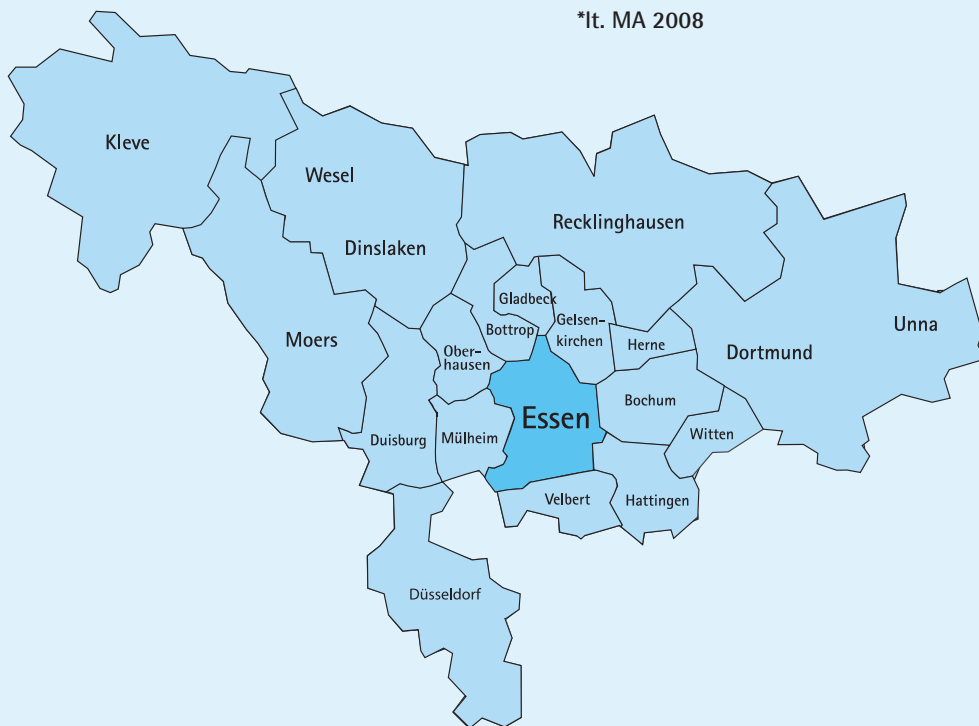 *lt. MA 2008
Kleve
Wesel
Recklinghausen
Dinslaken
Gladbeck
Gelsen-
kirchen
Bottrop
Unna
Moers
Ober-
hausen
Herne
Dortmund
Essen
Bochum
Duisburg
Mülheim
Witten
Velbert
Hattingen
Düsseldorf